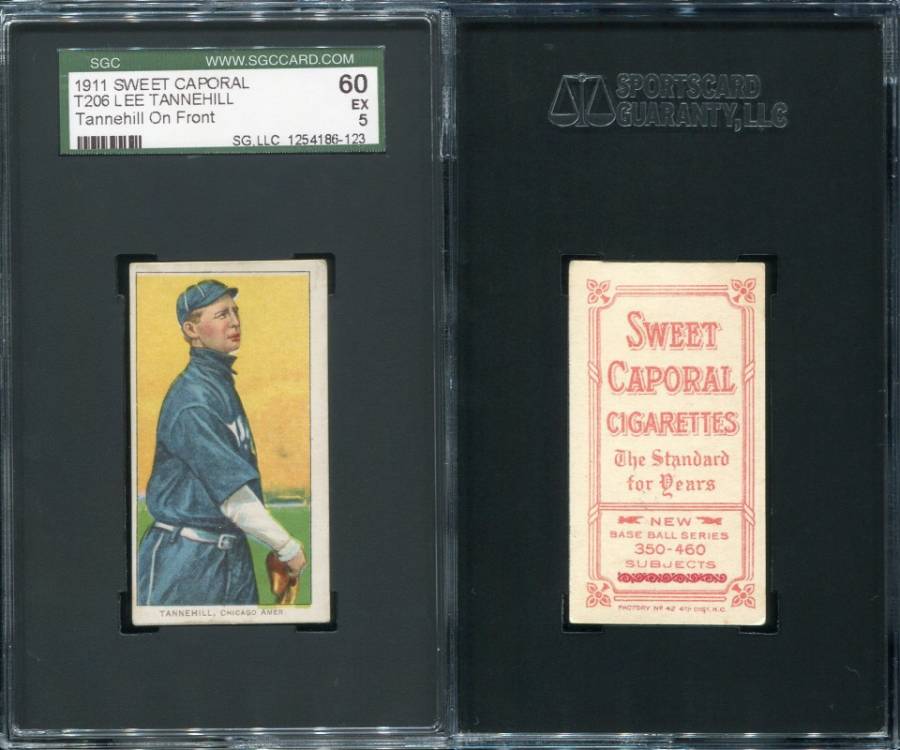 SGC WWW.SGCCARD.COM
1911 SWEET CAPORAL 60
T206 LEE TANNEHILL EX
Tannehill On Front 5
SG, LLC 1254186-123
TANNEHILL, CHICAGO AMER.
SPORTSCARD
GUARANTY, LLC
SWEET
CAPORAL
CIGARETTES
The Standard
for Years
NEW
BASE BALL SERIES
350-460
SUBJECTS
FACTORY Nº 42 4TH DIST. N.C.